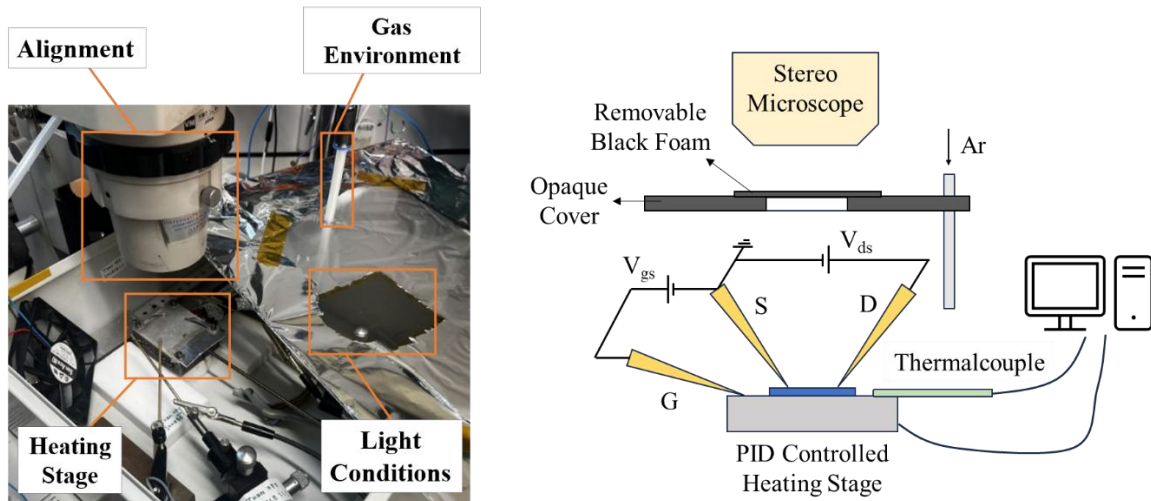 Alignment
Gas
Environment
Heating
Stage
Light
Conditions
Stereo
Microscope
Removable
Black Foam
Ar
Opaque
Cover
V_ds
V_gs
S
D
G
Thermalcouple
PID Controlled
Heating Stage